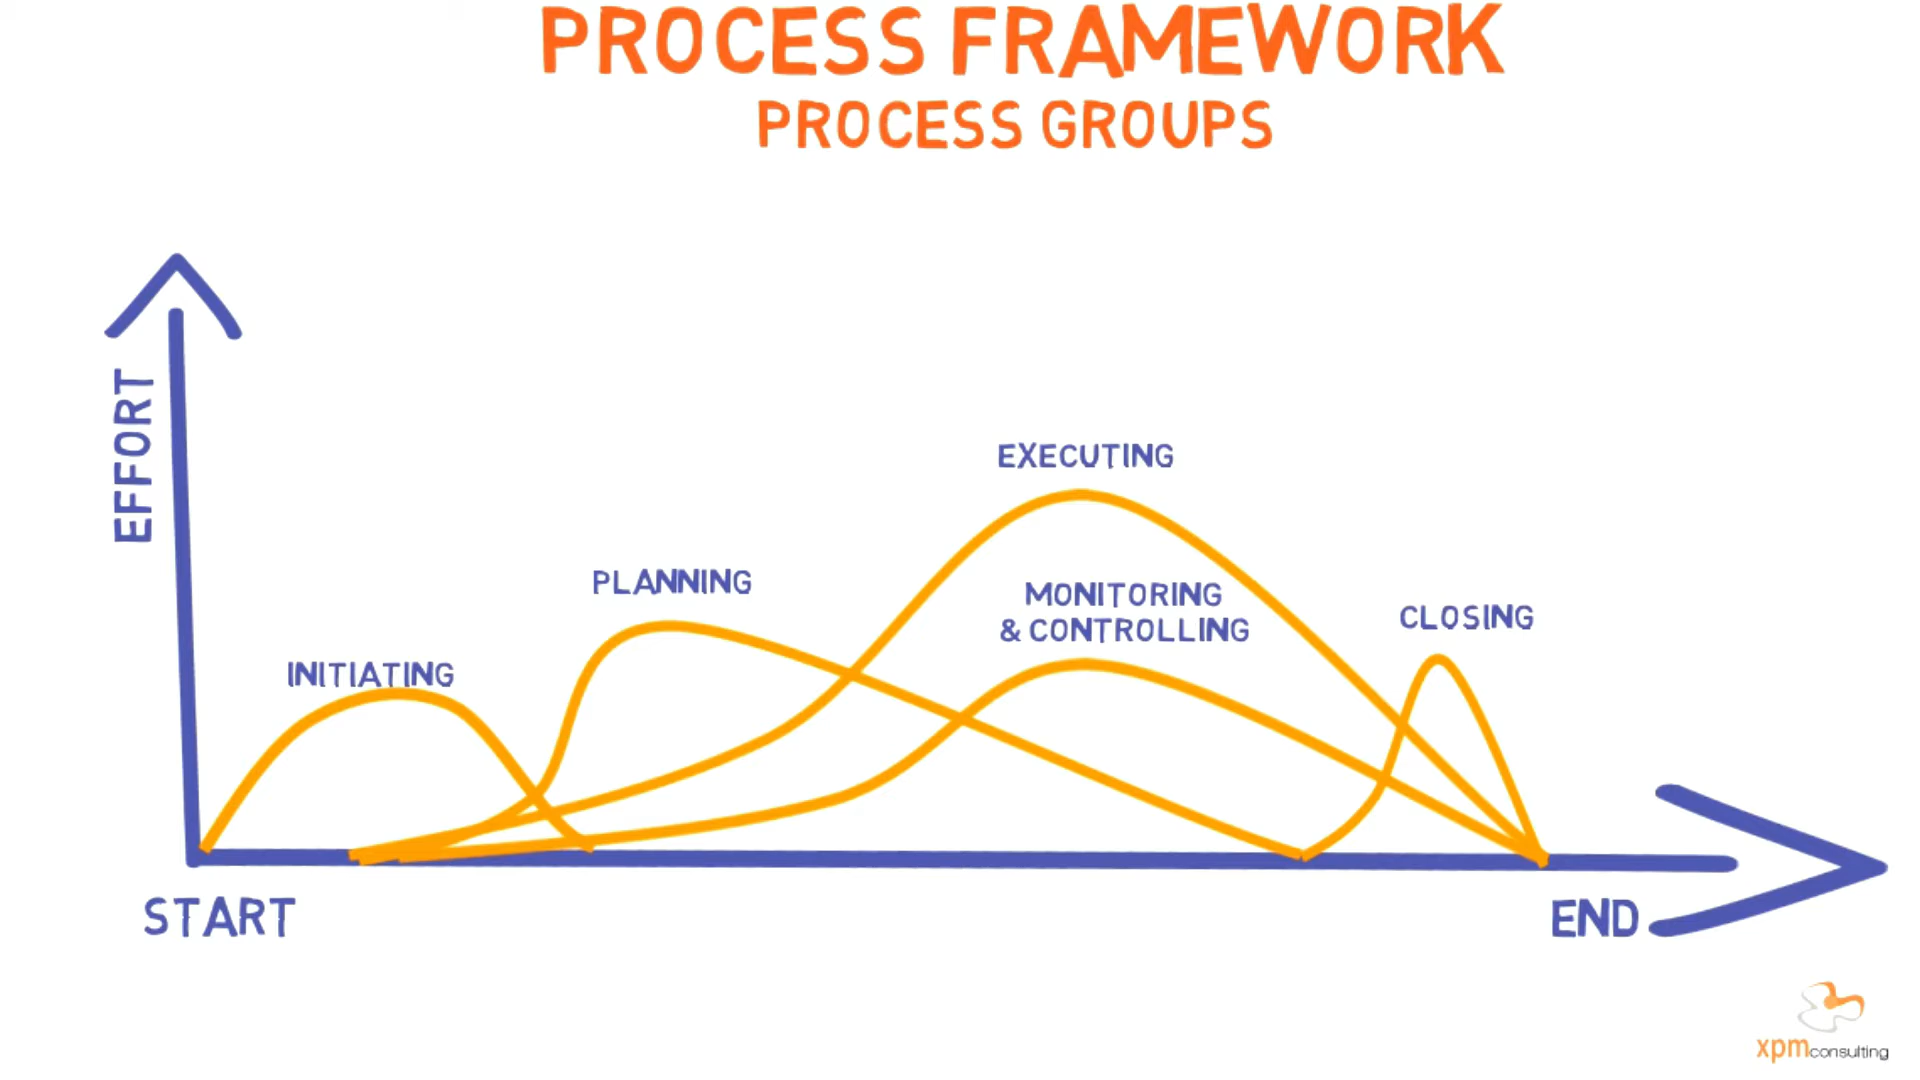 PROCESS FRAMEWORK
PROCESS GROUPS
EFFORT
EXECUTING
PLANNING
MONITORING
& CONTROLLING
CLOSING
INITIATING
START
END
xpmconsulting